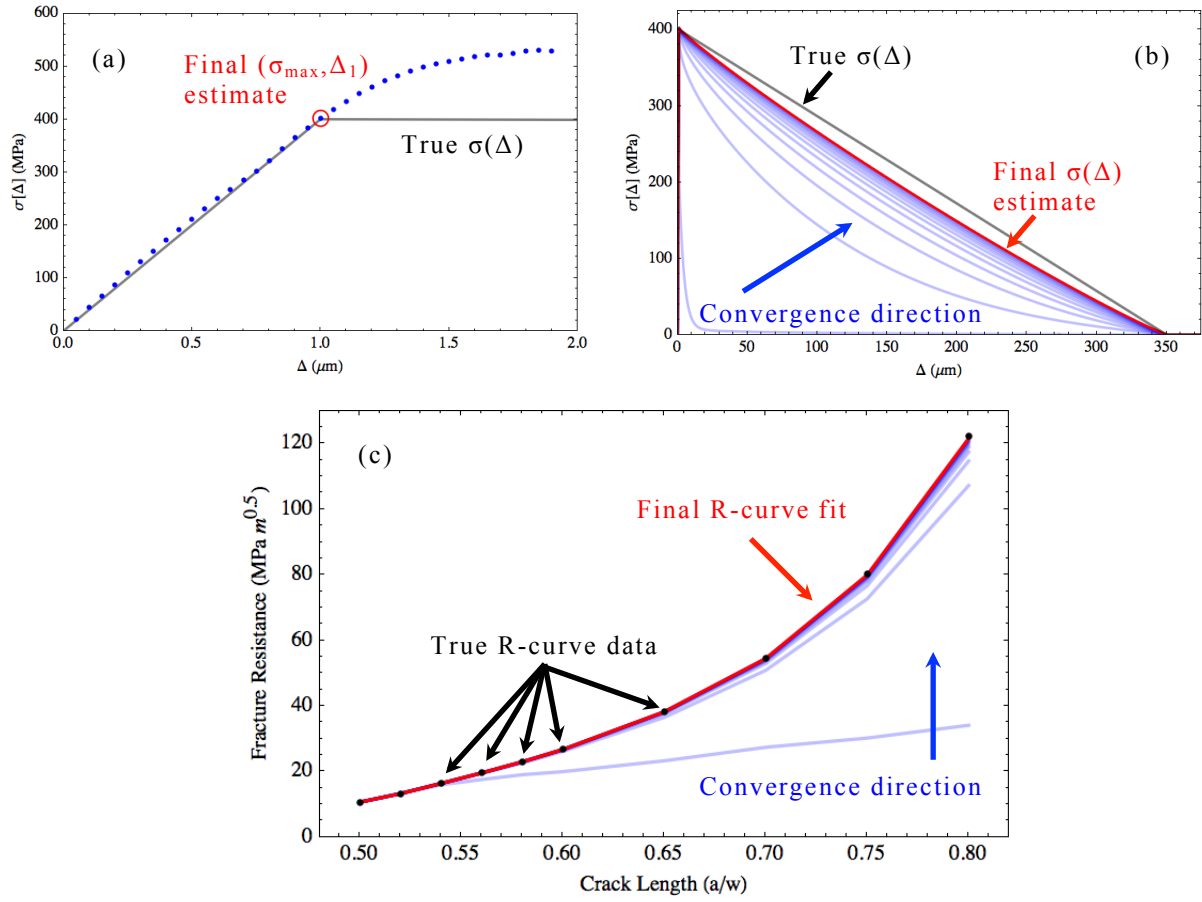 (a)
Final (σmax,Δ1)
estimate
True σ(Δ)
σ[Δ] (MPa)
600
500
400
300
200
100
0
0.0 0.5 1.0 1.5 2.0
Δ (μm)
(b)
True σ(Δ)
Final σ(Δ)
estimate
Convergence direction
σ[Δ] (MPa)
400
300
200
100
0
0 50 100 150 200 250 300 350
Δ (μm)
(c)
Final R-curve fit
True R-curve data
Convergence direction
Fracture Resistance (MPa m^0.5)
120
100
80
60
40
20
0
0.50 0.55 0.60 0.65 0.70 0.75 0.80
Crack Length (a/w)